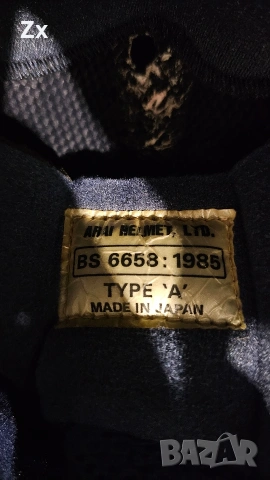 Zx
ARAI HELMET, LTD.
BS 6658: 1985
TYPE 'A'
MADE IN JAPAN
BAZAR